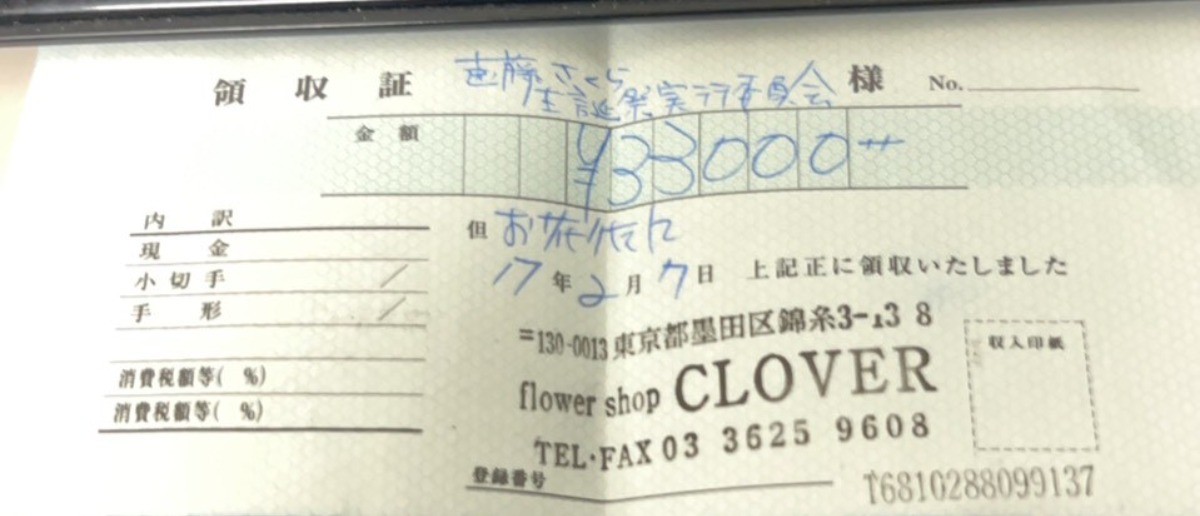 領収証 遠藤さくら生誕祭実行委員会 様 No.
金額 ¥33000
内訳
現金
小切手 /
手形 /
消費税額等( %)
消費税額等( %)
但 お花代に
17年2月7日 上記正に領収いたしました
〒130-0013 東京都墨田区錦糸3-13 8
flower shop CLOVER
TEL・FAX 03 3625 9608
収入印紙
登録番号 T6810288099137